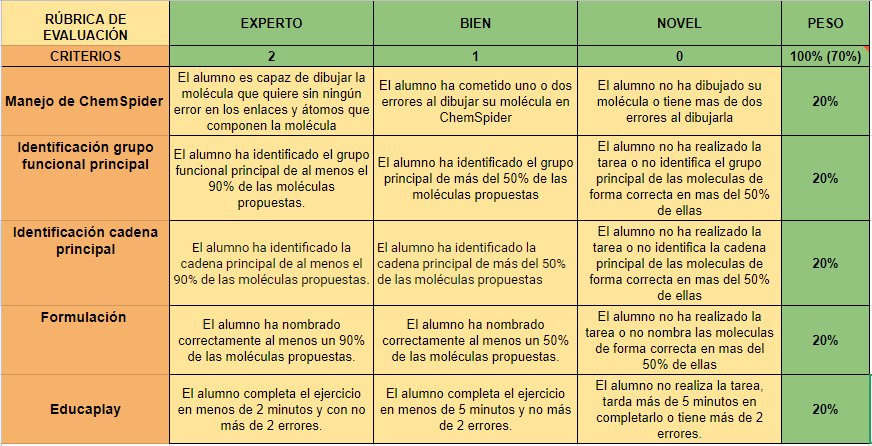 RÚBRICA DE EVALUACIÓN EXPERTO BIEN NOVEL PESO
CRITERIOS 2 1 0 100% (70%)
Manejo de ChemSpider
El alumno es capaz de dibujar la
molécula que quiere sin ningún
error en los enlaces y átomos que
componen la molécula
El alumno ha cometido uno o dos
errores al dibujar su molécula en
ChemSpider
El alumno no ha dibujado su
molécula o tiene mas de dos
errores al dibujarla
20%
Identificación grupo
funcional principal
El alumno ha identificado el grupo
funcional principal de al menos el
90% de las moléculas
propuestas.
El alumno ha identificado el grupo
principal de más del 50% de las
moléculas propuestas
El alumno no ha realizado la
tarea o no identifica el grupo
principal de las moleculas de
forma correcta en mas del 50%
de ellas
20%
Identificación cadena
principal
El alumno ha identificado la
cadena principal de al menos el
90% de las moléculas propuestas.
El alumno ha identificado la
cadena principal de más del 50%
de las moléculas propuestas
El alumno no ha realizado la
tarea o no identifica la cadena
principal de las moleculas de
forma correcta en mas del 50%
de ellas
20%
Formulación
El alumno ha nombrado
correctamente al menos un 90%
de las moléculas propuestas.
El alumno ha nombrado
correctamente al menos un 50%
de las moléculas propuestas.
El alumno no ha realizado la
tarea o no nombra las moleculas
de forma correcta en mas del
50% de ellas
20%
Educaplay
El alumno completa el ejercicio
en menos de 2 minutos y con no
más de 2 errores.
El alumno completa el ejercicio
en menos de 5 minutos y no más
de 2 errores.
El alumno no realiza la tarea,
tarda más de 5 minutos en
completarlo o tiene más de 2
errores.
20%